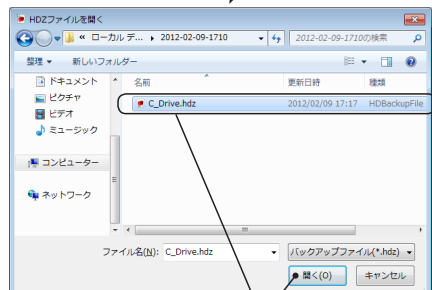 HDZファイルを開く
« ローカル デ... ▸ 2012-02-09-1710
2012-02-09-1710の検索
整理 ▼ 新しいフォルダー
名前 更新日時 種類
ドキュメント
ピクチャ
ビデオ
ミュージック
C_Drive.hdz 2012/02/09 17:17 HDBackupFile
コンピューター
ネットワーク
ファイル名(N): C_Drive.hdz バックアップファイル(*.hdz)
開く(O) キャンセル